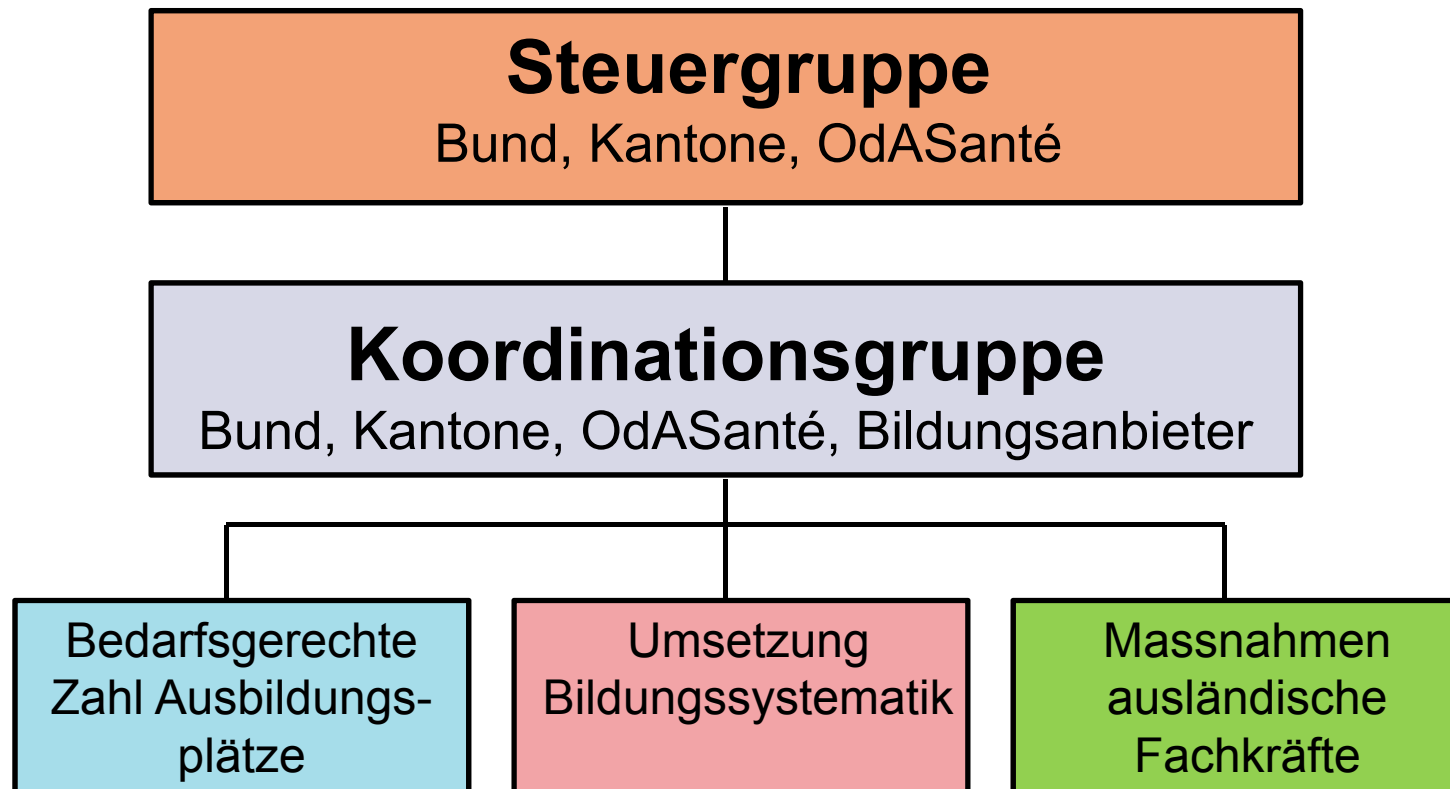 Steuergruppe
Bund, Kantone, OdASanté
Koordinationsgruppe
Bund, Kantone, OdASanté, Bildungsanbieter
Bedarfsgerechte
Zahl Ausbildungs-
plätze
Umsetzung
Bildungssystematik
Massnahmen
ausländische
Fachkräfte